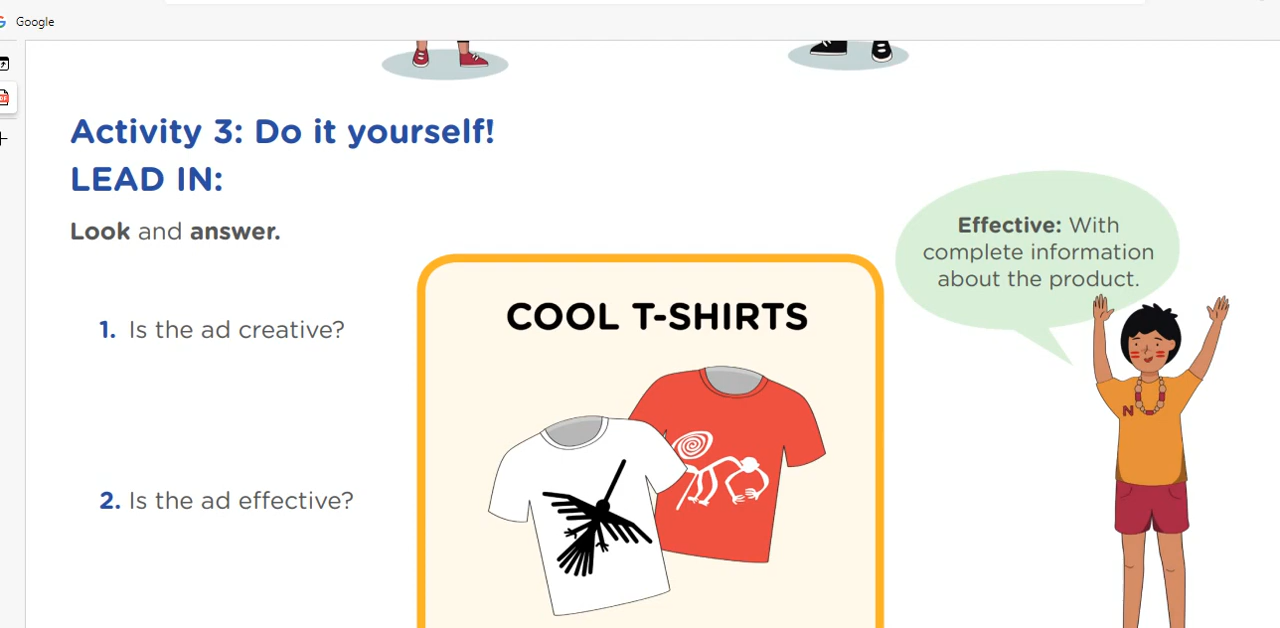 Google
Activity 3: Do it yourself!
LEAD IN:
Look and answer.
Effective: With
complete information
about the product.
1. Is the ad creative?
2. Is the ad effective?
COOL T-SHIRTS
N